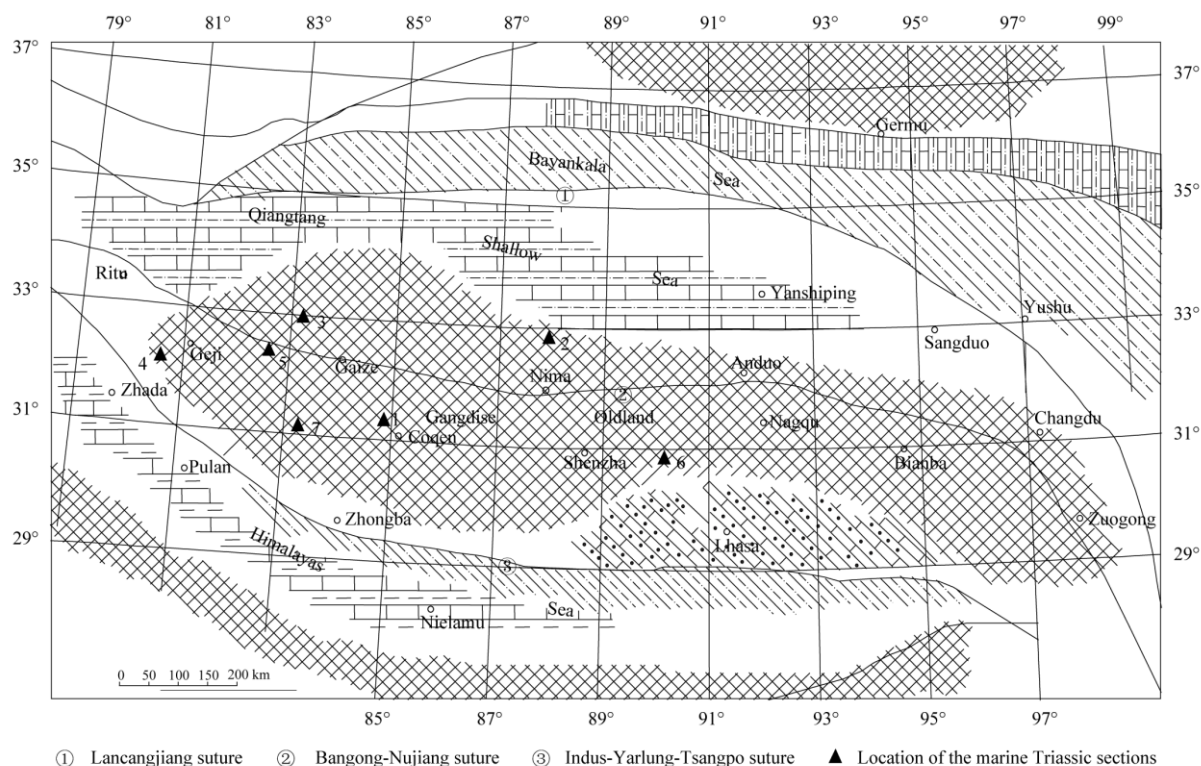 79° 81° 83° 85° 87° 89° 91° 93° 95° 97° 99°
37° 37°
Germu
35° Bayankala Sea 35°
①
Qiangtang
Shallow
Ritu Sea
Yanshiping
33° Yushu 33°
3
2 Sangduo
4 Geji 5
Gaize Anduo
Zhada Nima ②
31° 1 Gangdise Oldland Nagqu Changdu 31°
7 Coqen
Shenzha 6 Bianba
Pulan
Zhongba Lhasa Zuogong
29° Himalayas ③ 29°
Sea
Nielamu
0 50 100 200 km
85° 87° 89° 91° 93° 95° 97°
① Lancangjiang suture ② Bangong-Nujiang suture ③ Indus-Yarlung-Tsangpo suture ▲ Location of the marine Triassic sections